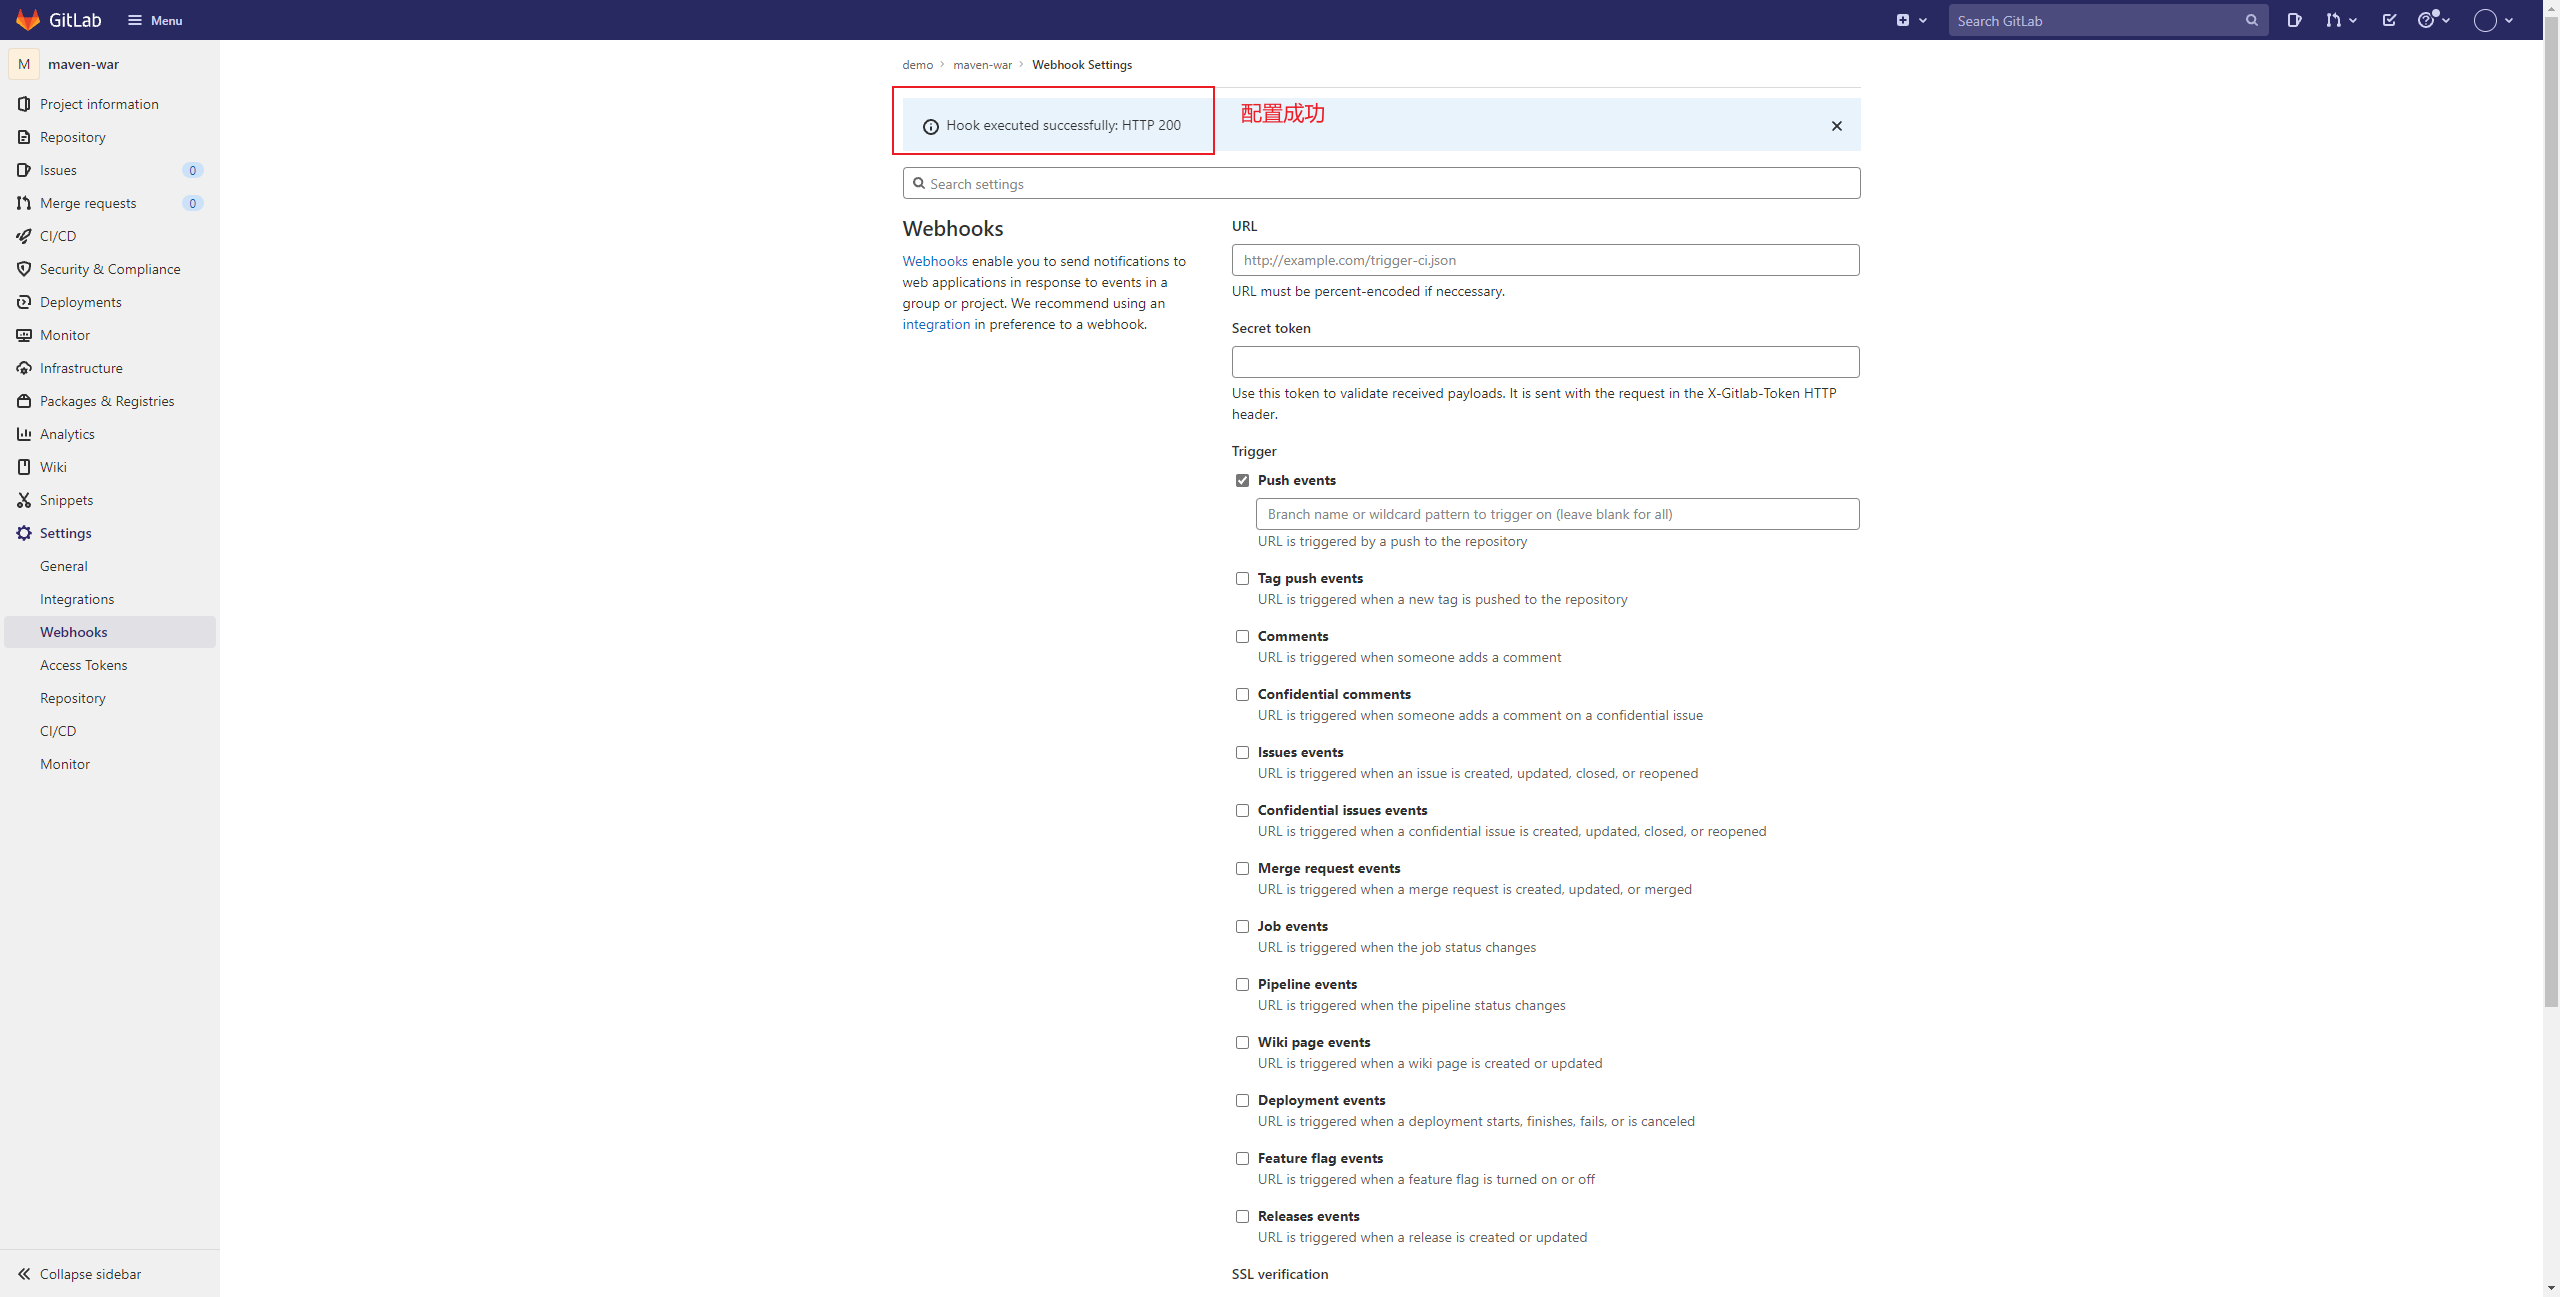 GitLab
Menu
Search GitLab
M
maven-war
Project information
Repository
Issues
0
Merge requests
0
CI/CD
Security & Compliance
Deployments
Monitor
Infrastructure
Packages & Registries
Analytics
Wiki
Snippets
Settings
General
Integrations
Webhooks
Access Tokens
Repository
CI/CD
Monitor
Collapse sidebar
demo > maven-war > Webhook Settings
Hook executed successfully: HTTP 200
配置成功
Search settings
Webhooks
Webhooks enable you to send notifications to
web applications in response to events in a
group or project. We recommend using an
integration in preference to a webhook.
URL
http://example.com/trigger-ci.json
URL must be percent-encoded if neccessary.
Secret token
Use this token to validate received payloads. It is sent with the request in the X-Gitlab-Token HTTP
header.
Trigger
Push events
Branch name or wildcard pattern to trigger on (leave blank for all)
URL is triggered by a push to the repository
Tag push events
URL is triggered when a new tag is pushed to the repository
Comments
URL is triggered when someone adds a comment
Confidential comments
URL is triggered when someone adds a comment on a confidential issue
Issues events
URL is triggered when an issue is created, updated, closed, or reopened
Confidential issues events
URL is triggered when a confidential issue is created, updated, closed, or reopened
Merge request events
URL is triggered when a merge request is created, updated, or merged
Job events
URL is triggered when the job status changes
Pipeline events
URL is triggered when the pipeline status changes
Wiki page events
URL is triggered when a wiki page is created or updated
Deployment events
URL is triggered when a deployment starts, finishes, fails, or is canceled
Feature flag events
URL is triggered when a feature flag is turned on or off
Releases events
URL is triggered when a release is created or updated
SSL verification